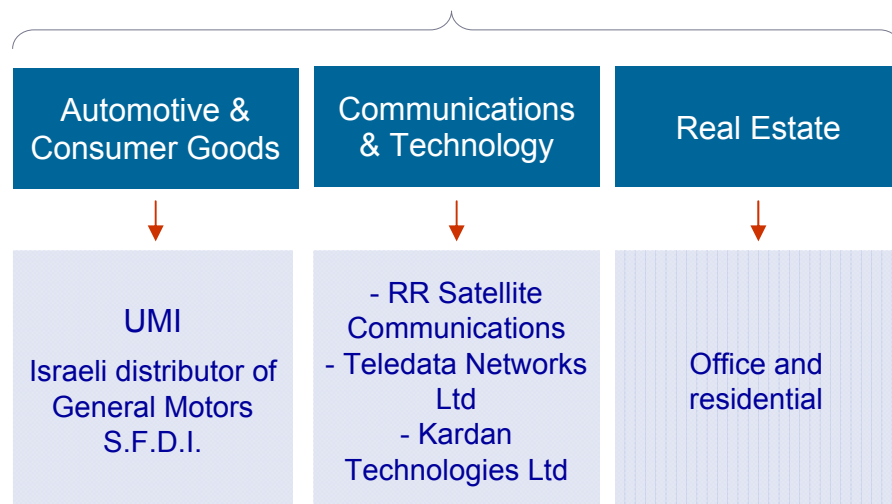 Automotive &
Consumer Goods
Communications
& Technology
Real Estate
UMI
Israeli distributor of
General Motors
S.F.D.I.
- RR Satellite
Communications
- Teledata Networks
Ltd
- Kardan
Technologies Ltd
Office and
residential